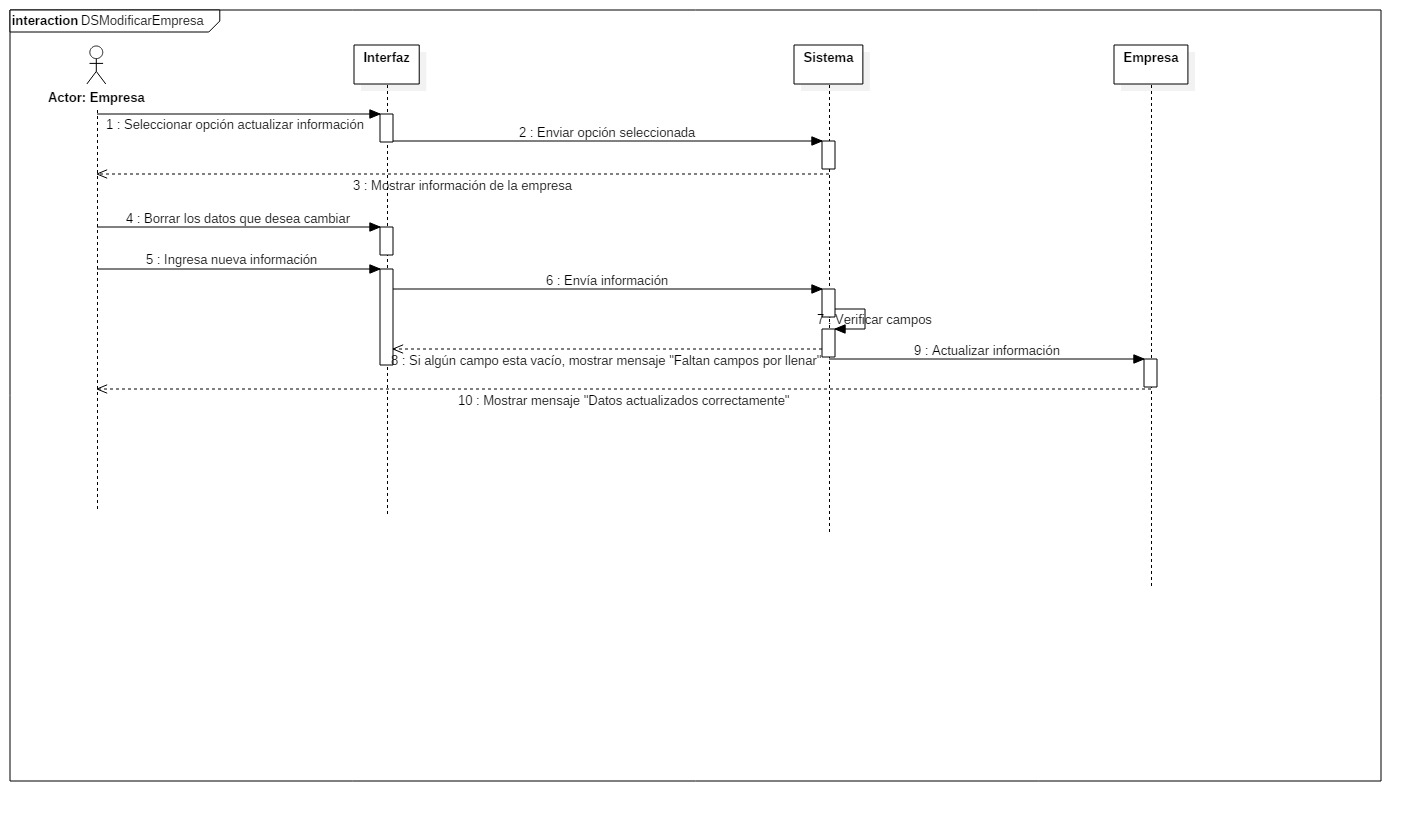 interaction DSModificarEmpresa
Interfaz
Sistema
Empresa
Actor: Empresa
1 : Seleccionar opción actualizar información
2 : Enviar opción seleccionada
3 : Mostrar información de la empresa
4 : Borrar los datos que desea cambiar
5 : Ingresa nueva información
6 : Envía información
7 : Verificar campos
8 : Si algún campo esta vacío, mostrar mensaje "Faltan campos por llenar"
9 : Actualizar información
10 : Mostrar mensaje "Datos actualizados correctamente"